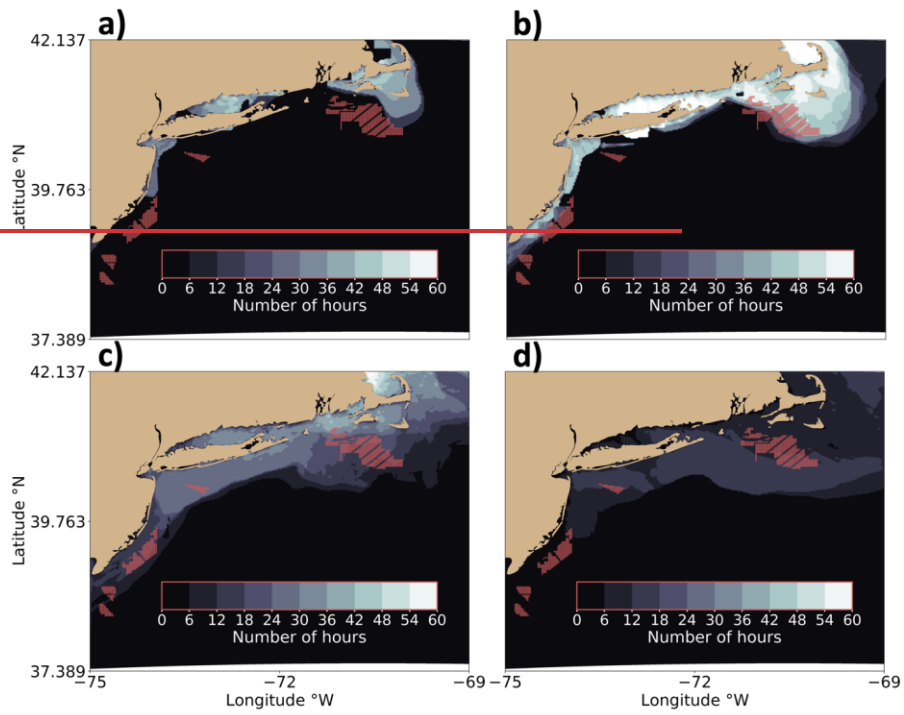 a)
b)
42.137
39.763
37.389
Latitude °N
0 6 12 18 24 30 36 42 48 54 60
Number of hours
0 6 12 18 24 30 36 42 48 54 60
Number of hours
c)
d)
42.137
39.763
37.389
Latitude °N
0 6 12 18 24 30 36 42 48 54 60
Number of hours
0 6 12 18 24 30 36 42 48 54 60
Number of hours
−75 −72 −69
−75 −72 −69
Longitude °W
Longitude °W